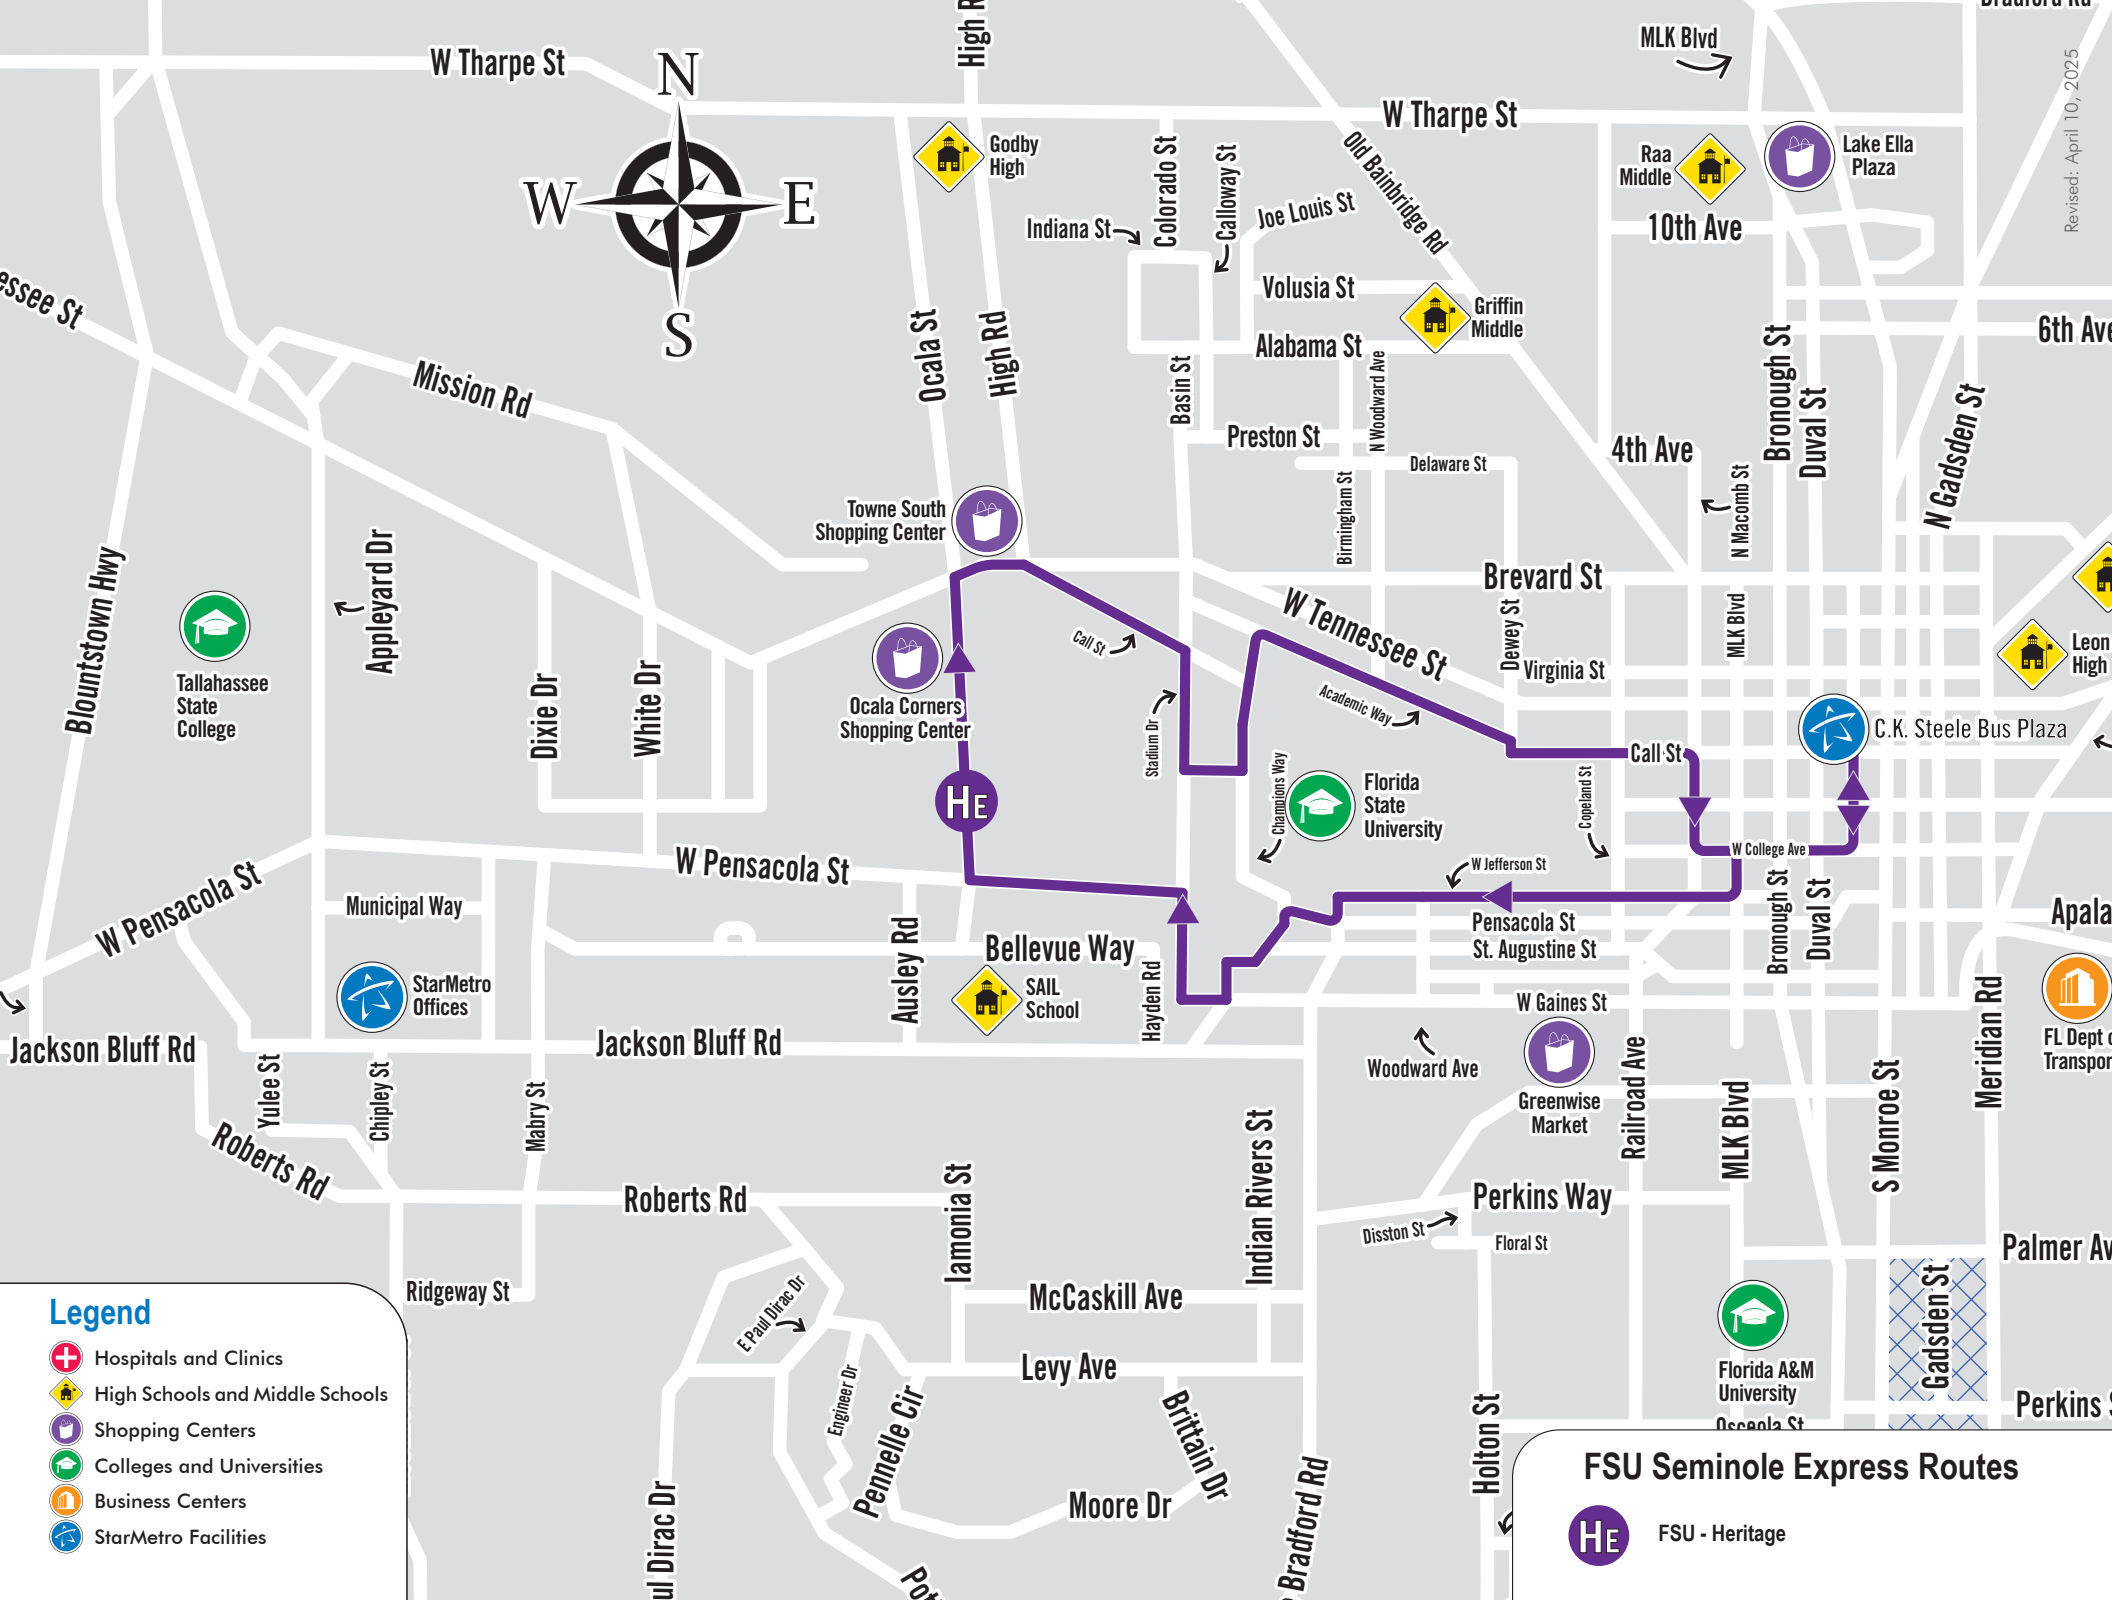 Bradford Rd
MLK Blvd
High R
W Tharpe St
N
W Tharpe St
Revised: April 10, 2025
Godby
High
Colorado St
Calloway St
Old Bainbridge Rd
Raa
Middle
Lake Ella
Plaza
W
E
Indiana St
Joe Louis St
10th Ave
essee St
S
Volusia St
Griffin
Middle
Alabama St
6th Ave
Ocala St
High Rd
Mission Rd
Basin St
N Woodward Ave
Bronough St
Duval St
N Gadsden St
Preston St
4th Ave
Delaware St
Birmingham St
N Macomb St
Towne South
Shopping Center
Blountstown Hwy
Appleyard Dr
Brevard St
W Tennessee St
Dewey St
MLK Blvd
Call St
Virginia St
Leon
High
Tallahassee
State
College
Dixie Dr
White Dr
Ocala Corners
Shopping Center
Stadium Dr
Academic Way
C.K. Steele Bus Plaza
Call St
Champions Way
Florida
State
University
Copeland St
HE
W College Ave
W Pensacola St
W Jefferson St
W Pensacola St
Municipal Way
Ausley Rd
Pensacola St
St. Augustine St
Bronough St
Duval St
Apala
Bellevue Way
Hayden Rd
StarMetro
Offices
SAIL
School
W Gaines St
Meridian Rd
Jackson Bluff Rd
Jackson Bluff Rd
FL Dept o
Transpor
Woodward Ave
Railroad Ave
S Monroe St
Yulee St
Chipley St
Mabry St
Greenwise
Market
MLK Blvd
Roberts Rd
Roberts Rd
Iamonia St
Indian Rivers St
Perkins Way
Disston St
Floral St
Palmer Av
Ridgeway St
McCaskill Ave
E Paul Dirac Dr
Gadsden St
Levy Ave
Engineer Dr
Pennelle Cir
Brittain Dr
Florida A&M
University
Osceola St
Perkins S
Holton St
Moore Dr
ul Dirac Dr
Bradford Rd
Pot
Legend
Hospitals and Clinics
High Schools and Middle Schools
Shopping Centers
Colleges and Universities
Business Centers
StarMetro Facilities
FSU Seminole Express Routes
HE
FSU - Heritage